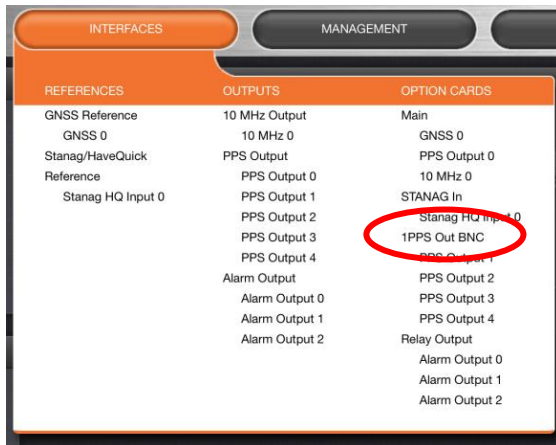 INTERFACES
MANAGEMENT
REFERENCES
GNSS Reference
GNSS 0
Stanag/HaveQuick
Reference
Stanag HQ Input 0
OUTPUTS
10 MHz Output
10 MHz 0
PPS Output
PPS Output 0
PPS Output 1
PPS Output 2
PPS Output 3
PPS Output 4
Alarm Output
Alarm Output 0
Alarm Output 1
Alarm Output 2
OPTION CARDS
Main
GNSS 0
PPS Output 0
10 MHz 0
STANAG In
Stanag HQ Input 0
1PPS Out BNC
PPS Output 1
PPS Output 2
PPS Output 3
PPS Output 4
Relay Output
Alarm Output 0
Alarm Output 1
Alarm Output 2